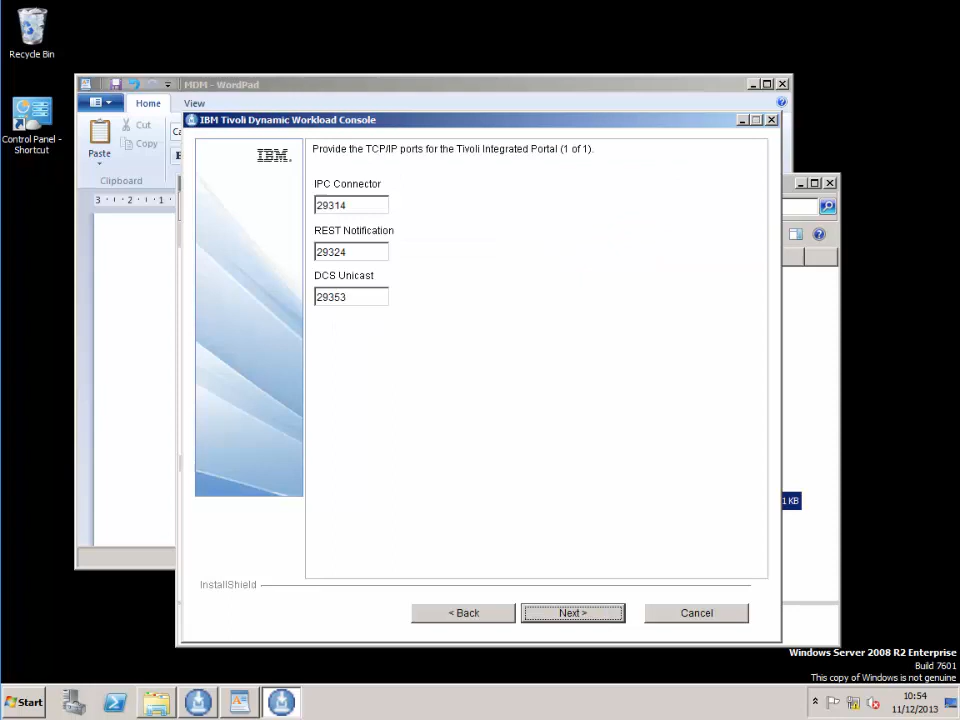 Recycle Bin
Control Panel -
Shortcut
MDM - WordPad
Home
View
Paste
Cut
Copy
Clipboard
3 · · · 2 · · · 1 ·
IBM Tivoli Dynamic Workload Console
IBM.
Provide the TCP/IP ports for the Tivoli Integrated Portal (1 of 1).
IPC Connector
29314
REST Notification
29324
DCS Unicast
29353
1 KB
InstallShield
< Back
Next >
Cancel
Windows Server 2008 R2 Enterprise
Build 7601
This copy of Windows is not genuine
Start
10:54
11/12/2013